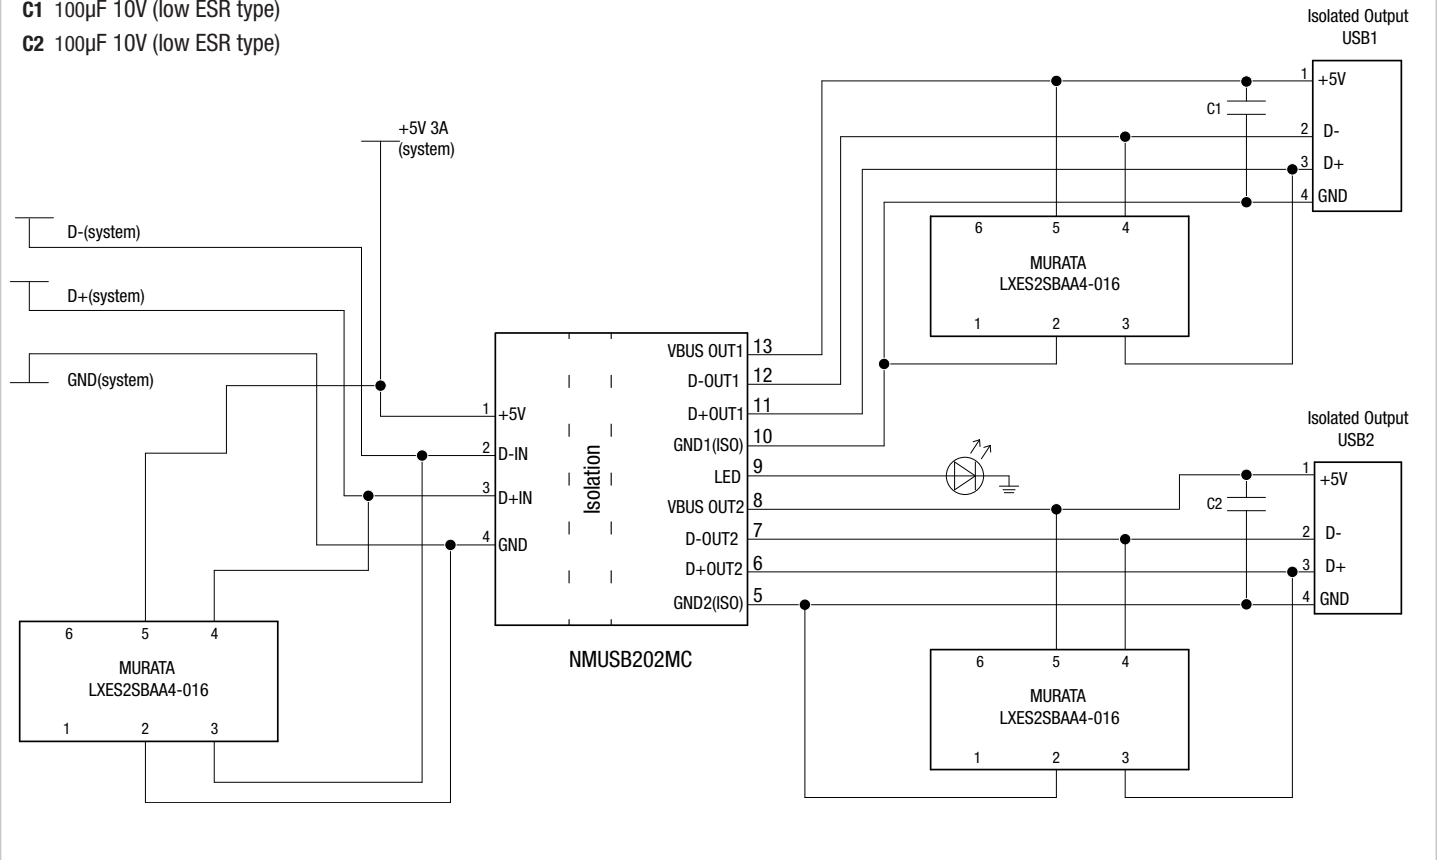 C1 100µF 10V (low ESR type)
C2 100µF 10V (low ESR type)
Isolated Output
USB1
1 +5V
C1
2 D-
3 D+
4 GND
+5V 3A
(system)
D-(system)
D+(system)
GND(system)
6 5 4
MURATA
LXES2SBAA4-016
1 2 3
VBUS OUT1 13
D-OUT1 12
D+OUT1 11
GND1(ISO) 10
LED 9
VBUS OUT2 8
D-OUT2 7
D+OUT2 6
GND2(ISO) 5
1 +5V
2 D-IN
3 D+IN
4 GND
Isolation
NMUSB202MC
Isolated Output
USB2
1 +5V
C2
2 D-
3 D+
4 GND
6 5 4
MURATA
LXES2SBAA4-016
1 2 3
6 5 4
MURATA
LXES2SBAA4-016
1 2 3